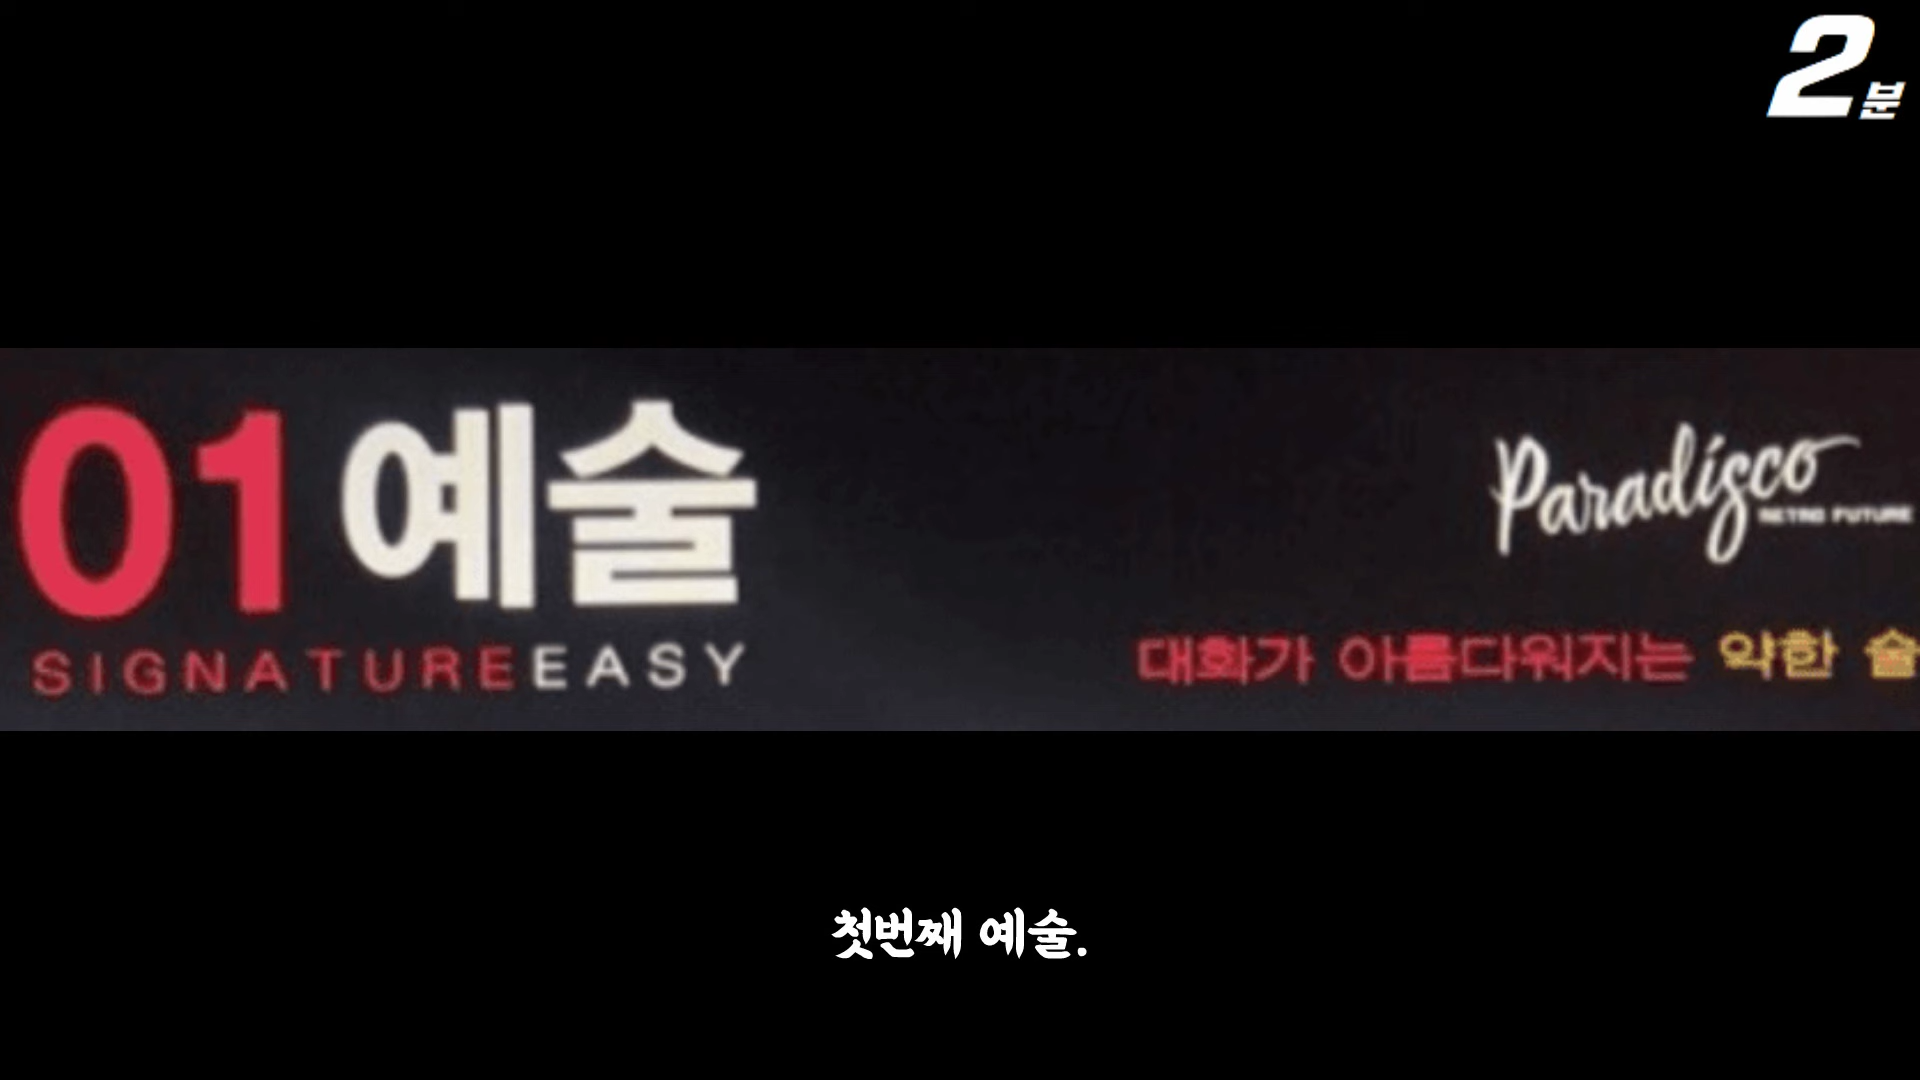 2분
01 예술
SIGNATUREEASY
Paradisco
RETRO FUTURE
대화가 아름다워지는 약한 술
첫번째 예술.